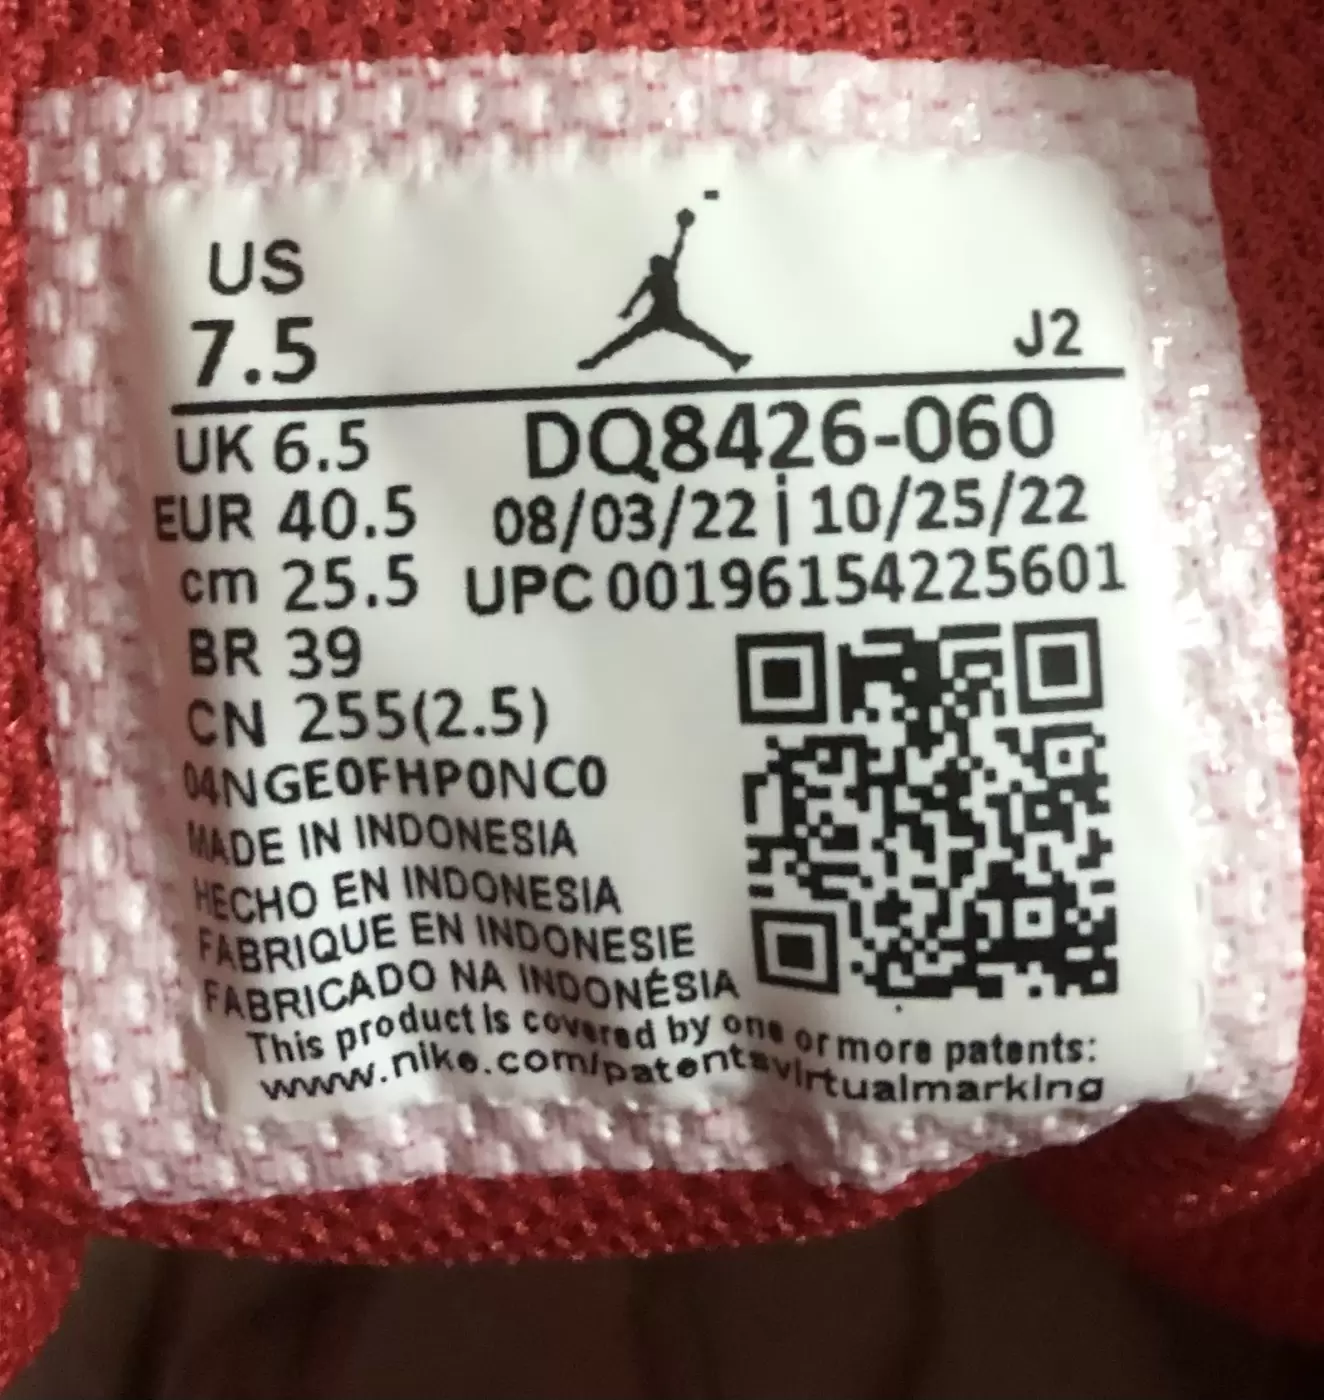 US
7.5
J2
UK 6.5 DQ8426-060
EUR 40.5 08/03/22 | 10/25/22
cm 25.5 UPC 00196154225601
BR 39
CN 255(2.5)
04NGE0FHP0NC0
MADE IN INDONESIA
HECHO EN INDONESIA
FABRIQUE EN INDONESIE
FABRICADO NA INDONÉSIA
This product is covered by one or more patents:
www.nike.com/patentsvirtualmarking